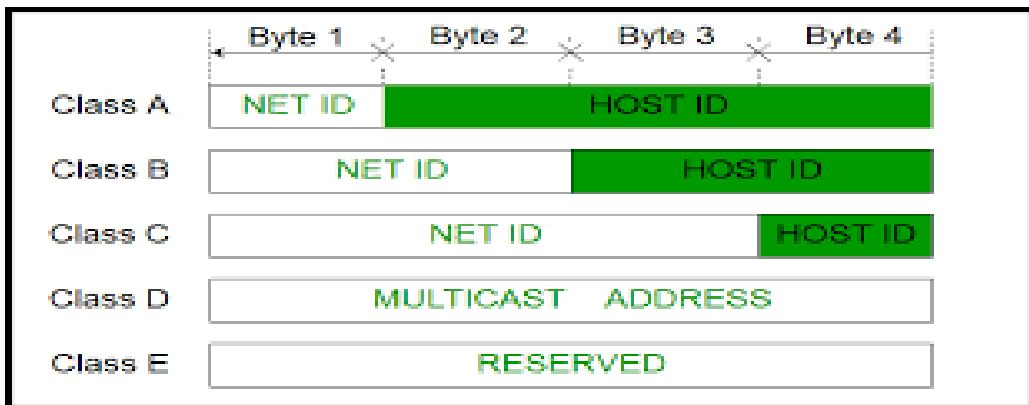 Byte 1 Byte 2 Byte 3 Byte 4
Class A NET ID HOST ID
Class B NET ID HOST ID
Class C NET ID HOST ID
Class D MULTICAST ADDRESS
Class E RESERVED